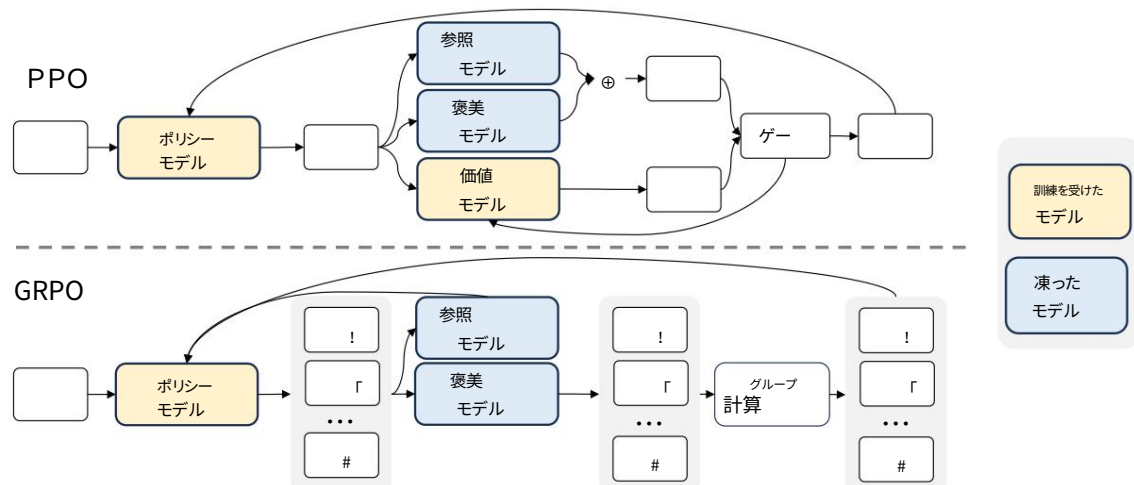 PPO
参照
モデル
褒美
モデル
⊕
ポリシー
モデル
ゲー
価値
モデル
訓練を受けた
モデル
凍った
モデル
GRPO
参照
モデル
褒美
モデル
ポリシー
モデル
!
「
...
#
!
「
...
#
グループ
計算
!
「
...
#